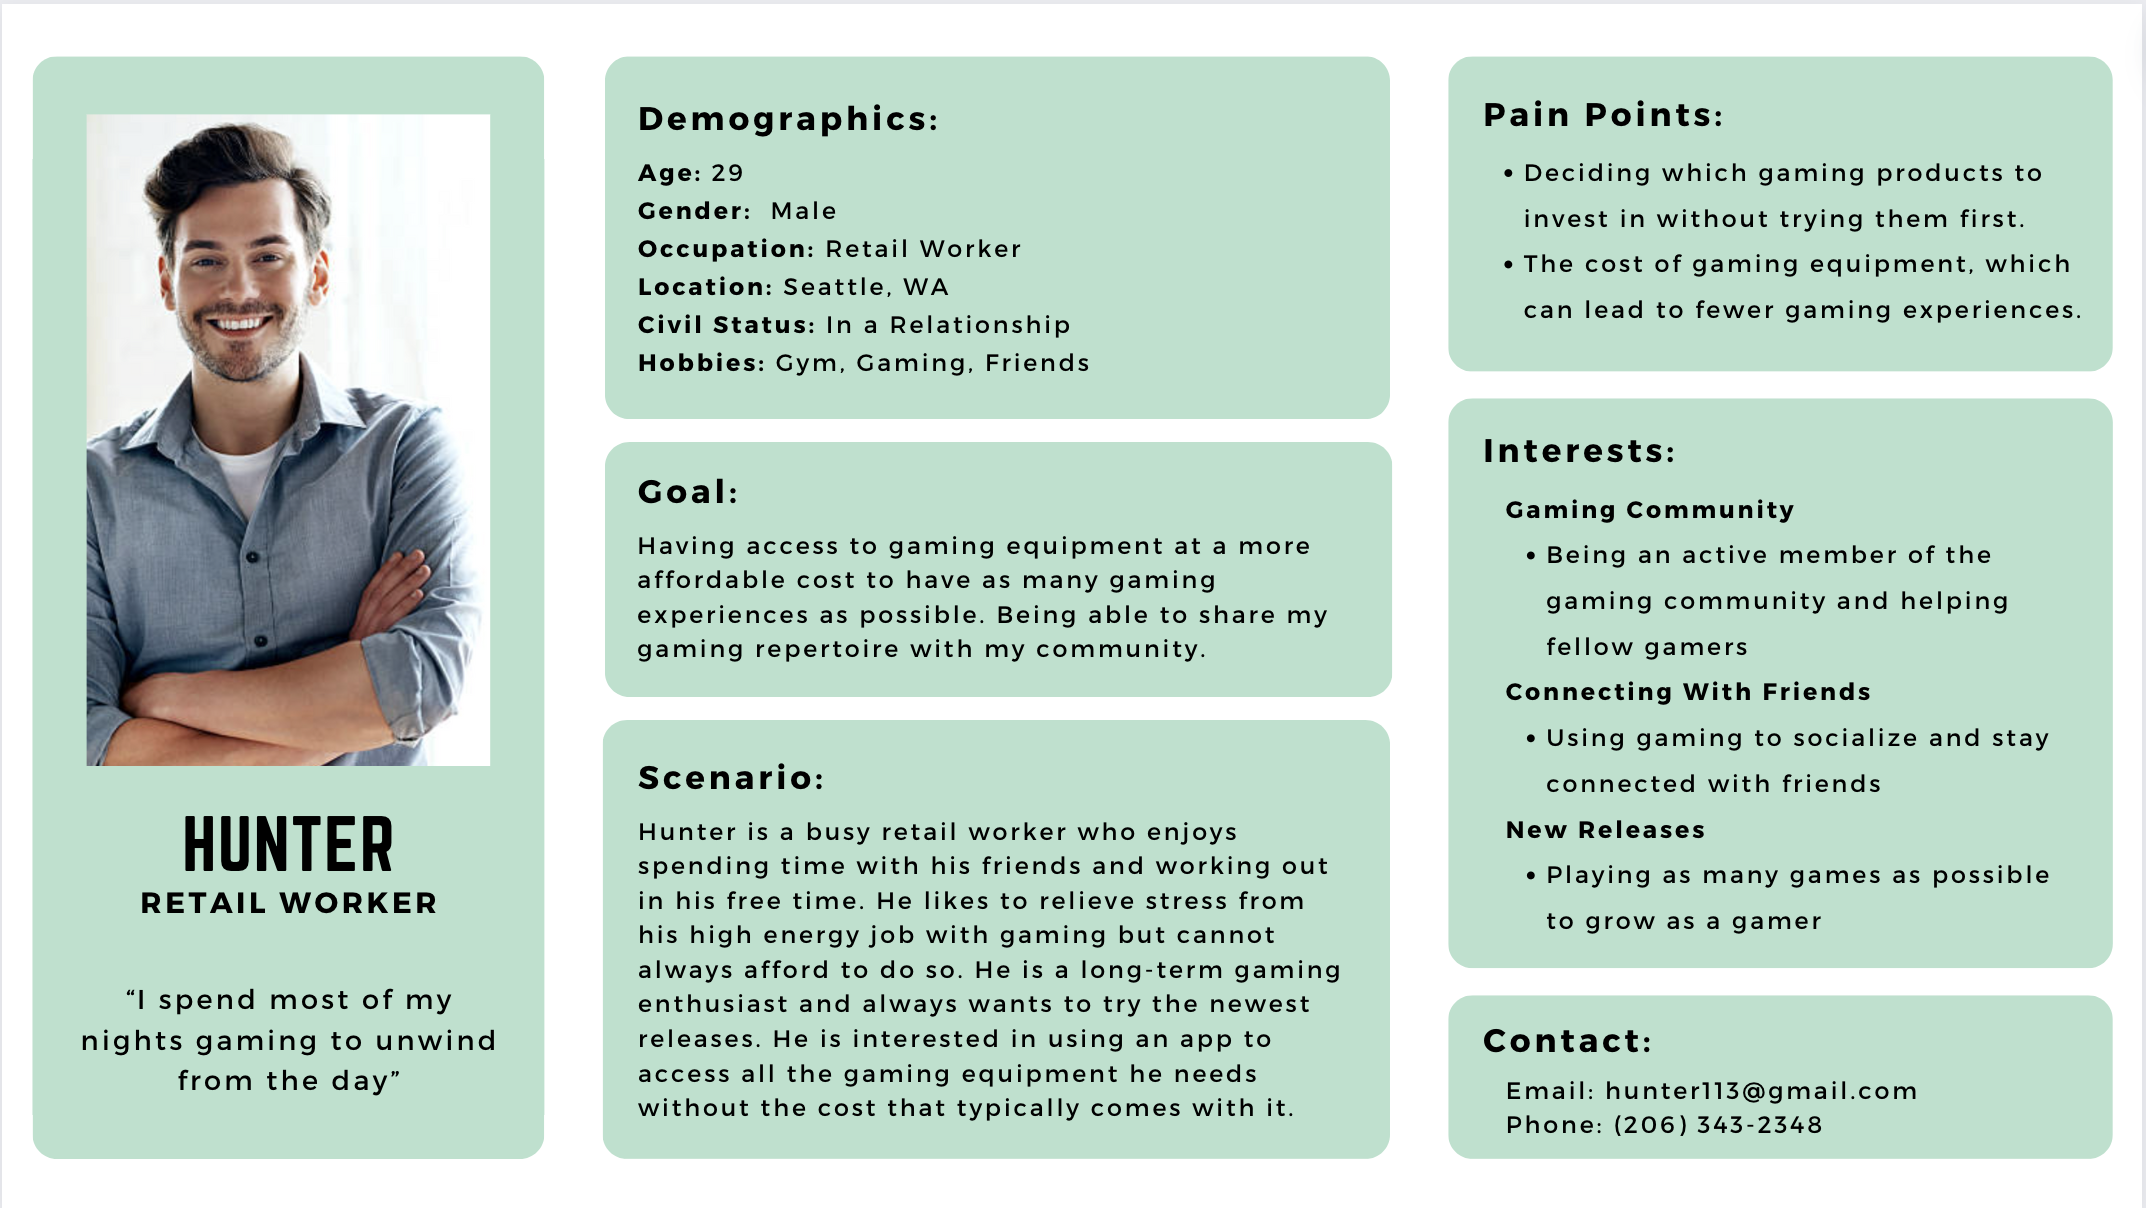 HUNTER
RETAIL WORKER
“I spend most of my
nights gaming to unwind
from the day”
Demographics:
Age: 29
Gender:  Male
Occupation: Retail Worker
Location: Seattle, WA
Civil Status: In a Relationship
Hobbies: Gym, Gaming, Friends
Goal:
Having access to gaming equipment at a more
affordable cost to have as many gaming
experiences as possible. Being able to share my
gaming repertoire with my community.
Scenario:
Hunter is a busy retail worker who enjoys
spending time with his friends and working out
in his free time. He likes to relieve stress from
his high energy job with gaming but cannot
always afford to do so. He is a long-term gaming
enthusiast and always wants to try the newest
releases. He is interested in using an app to
access all the gaming equipment he needs
without the cost that typically comes with it.
Pain Points:
• Deciding which gaming products to
invest in without trying them first.
• The cost of gaming equipment, which
can lead to fewer gaming experiences.
Interests:
Gaming Community
• Being an active member of the
gaming community and helping
fellow gamers
Connecting With Friends
• Using gaming to socialize and stay
connected with friends
New Releases
• Playing as many games as possible
to grow as a gamer
Contact:
Email: hunter113@gmail.com
Phone: (206) 343-2348